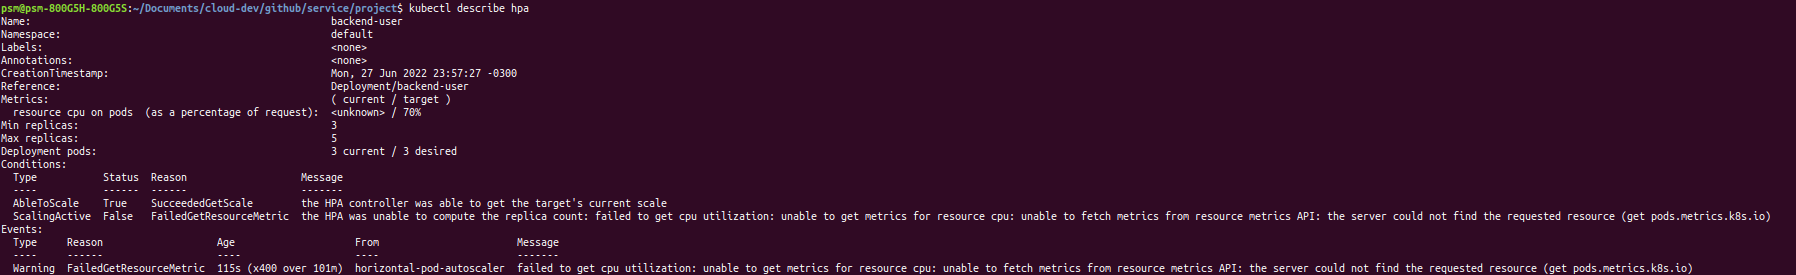 psm@psm-800G5H-800G5S:~/Documents/cloud-dev/github/service/project$ kubectl describe hpa
Name:                                                  backend-user
Namespace:                                             default
Labels:                                                <none>
Annotations:                                           <none>
CreationTimestamp:                                     Mon, 27 Jun 2022 23:57:27 -0300
Reference:                                             Deployment/backend-user
Metrics:                                               ( current / target )
  resource cpu on pods  (as a percentage of request):  <unknown> / 70%
Min replicas:                                          3
Max replicas:                                          5
Deployment pods:                                       3 current / 3 desired
Conditions:
  Type           Status  Reason                   Message
  ----           ------  ------                   -------
  AbleToScale    True    SucceededGetScale        the HPA controller was able to get the target's current scale
  ScalingActive  False   FailedGetResourceMetric  the HPA was unable to compute the replica count: failed to get cpu utilization: unable to get metrics for resource cpu: unable to fetch metrics from resource metrics API: the server could not find the requested resource (get pods.metrics.k8s.io)
Events:
  Type     Reason                   Age                    From                       Message
  ----     ------                   ----                   ----                       -------
  Warning  FailedGetResourceMetric  115s (x400 over 101m)  horizontal-pod-autoscaler  failed to get cpu utilization: unable to get metrics for resource cpu: unable to fetch metrics from resource metrics API: the server could not find the requested resource (get pods.metrics.k8s.io)